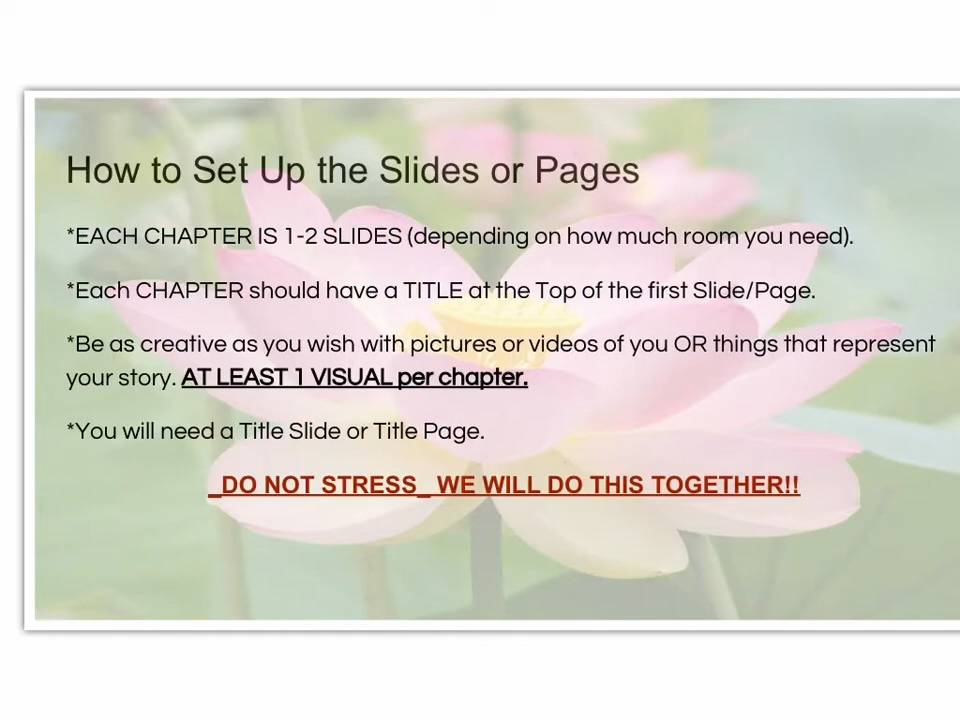 How to Set Up the Slides or Pages
*EACH CHAPTER IS 1-2 SLIDES (depending on how much room you need).
*Each CHAPTER should have a TITLE at the Top of the first Slide/Page.
*Be as creative as you wish with pictures or videos of you OR things that represent
your story. AT LEAST 1 VISUAL per chapter.
*You will need a Title Slide or Title Page.
_DO NOT STRESS_ WE WILL DO THIS TOGETHER!!